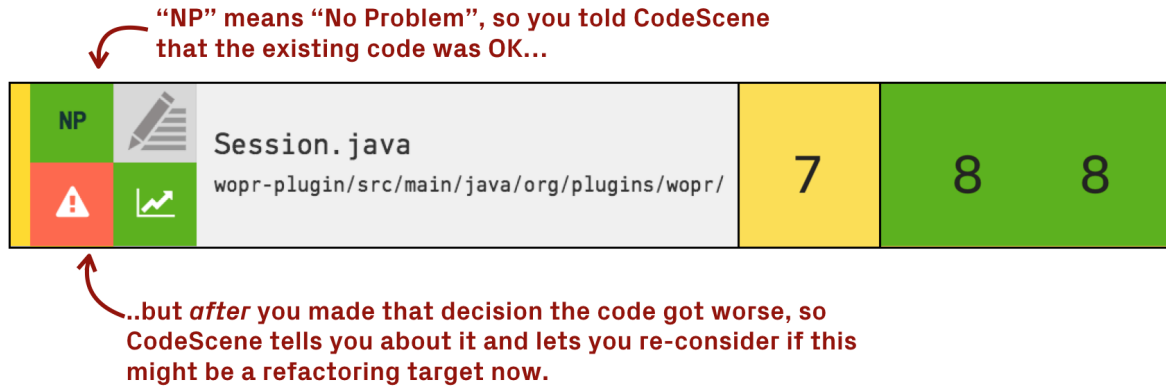 “NP” means “No Problem”, so you told CodeScene
that the existing code was OK...
NP
Session.java
wopr-plugin/src/main/java/org/plugins/wopr/
7 8 8
..but after you made that decision the code got worse, so
CodeScene tells you about it and lets you re-consider if this
might be a refactoring target now.